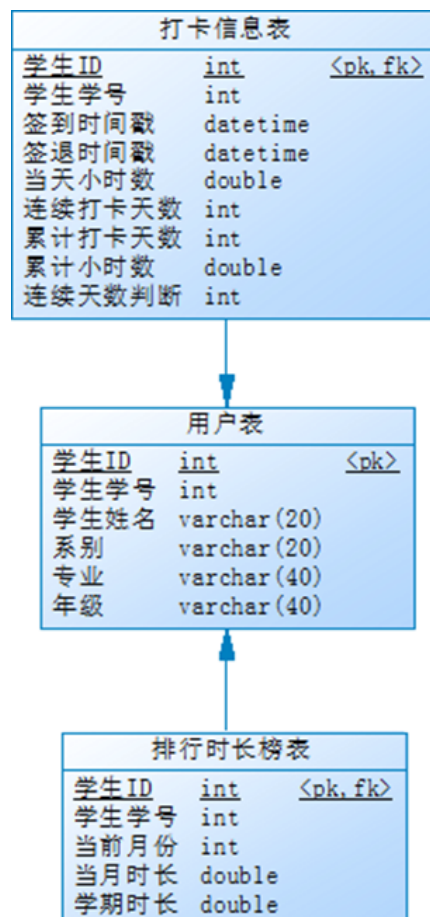 打卡信息表
学生ID int <pk,fk>
学生学号 int
签到时间戳 datetime
签退时间戳 datetime
当天小时数 double
连续打卡天数 int
累计打卡天数 int
累计小时数 double
连续天数判断 int
用户表
学生ID int <pk>
学生学号 int
学生姓名 varchar(20)
系别 varchar(20)
专业 varchar(40)
年级 varchar(40)
排行时长榜表
学生ID int <pk,fk>
学生学号 int
当前月份 int
当月时长 double
学期时长 double